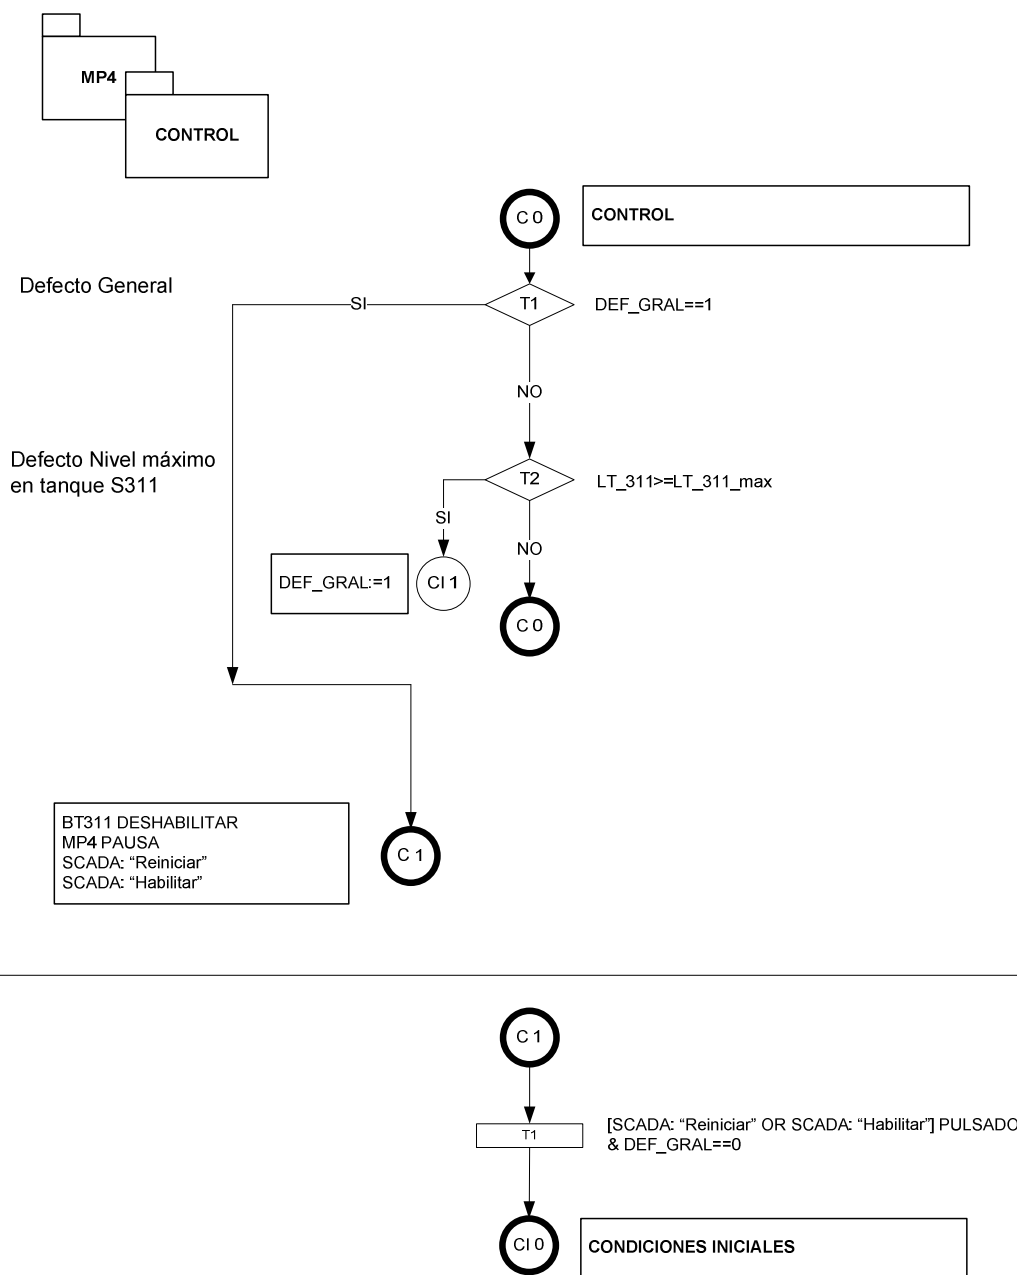 MP4
CONTROL
C 0
CONTROL
Defecto General
SI
T1
DEF_GRAL==1
NO
Defecto Nivel máximo
en tanque S311
T2
LT_311>=LT_311_max
SI
NO
DEF_GRAL:=1
CI 1
C 0
BT311 DESHABILITAR
MP4 PAUSA
SCADA: “Reiniciar”
SCADA: “Habilitar”
C 1
C 1
T1
[SCADA: “Reiniciar” OR SCADA: “Habilitar”] PULSADO
& DEF_GRAL==0
CI 0
CONDICIONES INICIALES